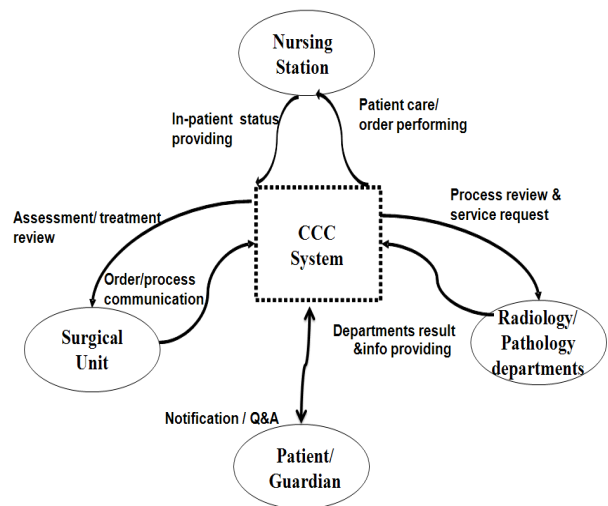 Nursing
Station
In-patient status
providing
Patient care/
order performing
Assessment/ treatment
review
Process review &
service request
CCC
System
Order/process
communication
Surgical
Unit
Departments result
&info providing
Radiology/
Pathology
departments
Notification / Q&A
Patient/
Guardian